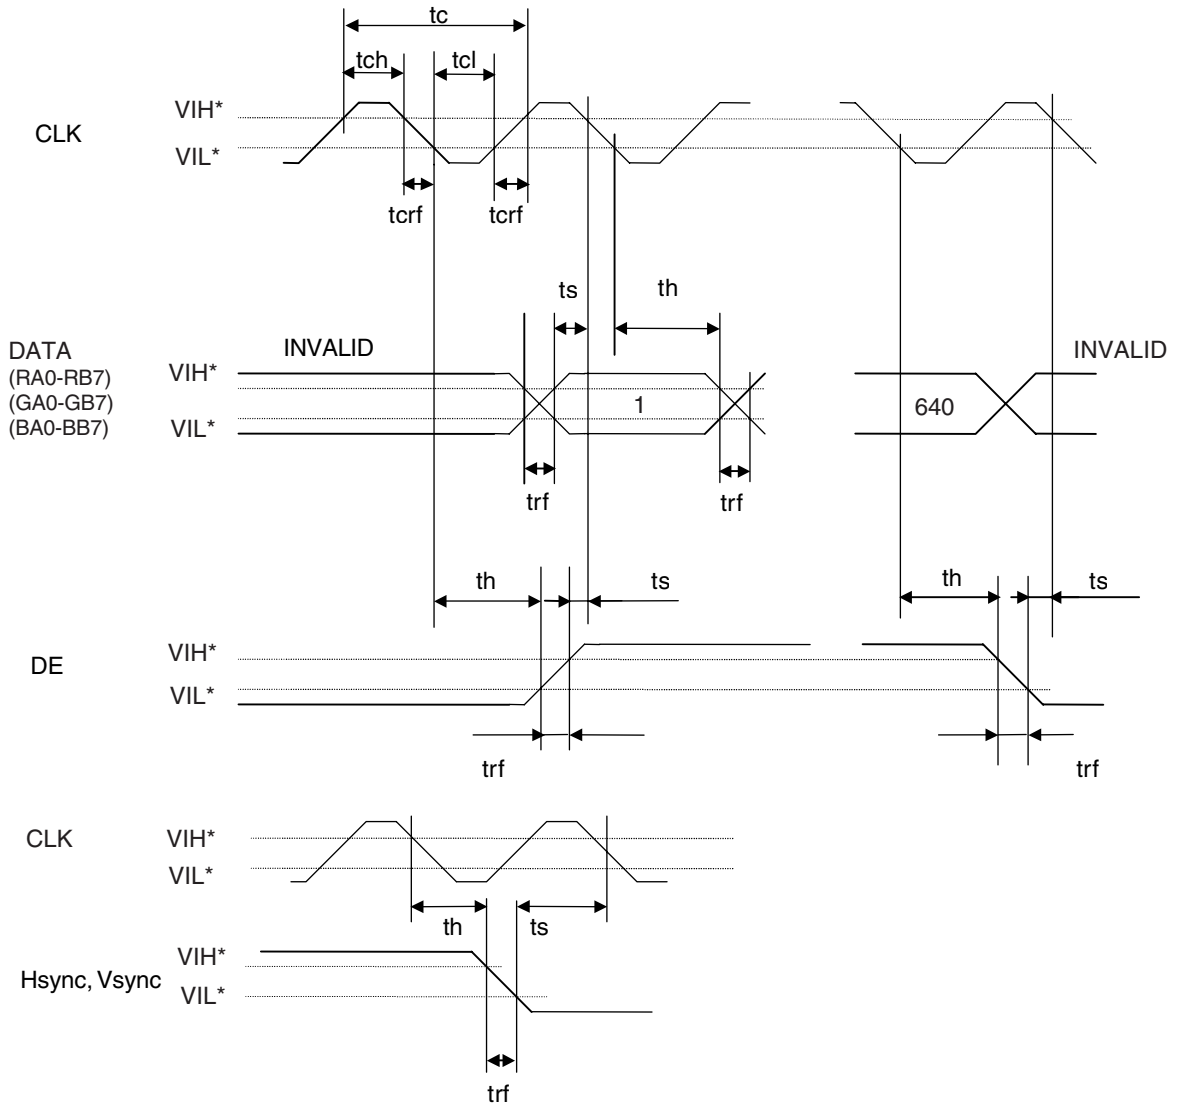 tc
tch
tcl
VIH*
CLK
VIL*
tcrf
tcrf
ts
th
DATA
INVALID
INVALID
(RA0-RB7)
VIH*
(GA0-GB7)
1
640
(BA0-BB7)
VIL*
trf
trf
th
ts
th
ts
VIH*
DE
VIL*
trf
trf
CLK
VIH*
VIL*
th
ts
VIH*
Hsync, Vsync
VIL*
trf